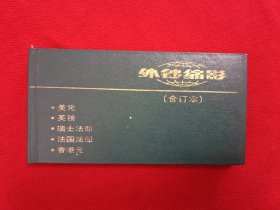 外钞缩影
(合订本)
• 美元
• 英镑
• 瑞士法郎
• 法国法郎
• 香港元